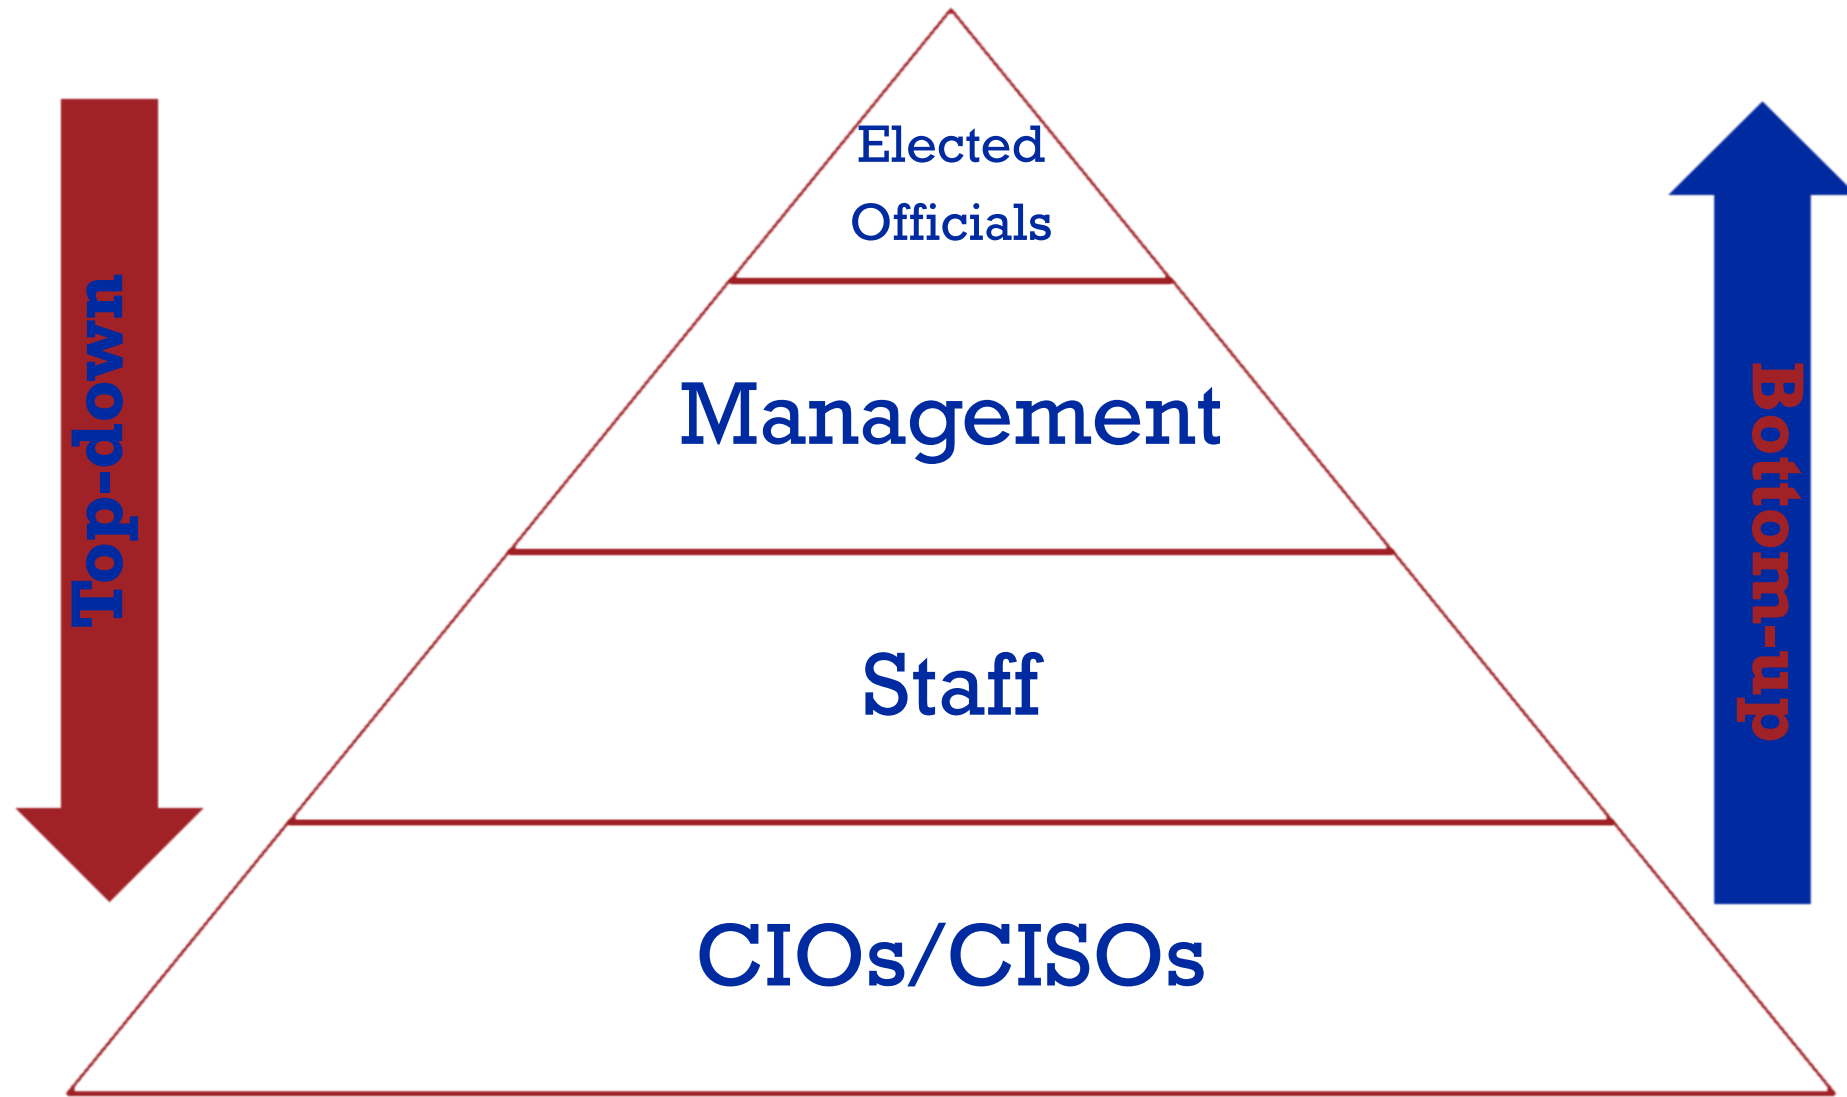 Elected
Officials
Top-down
Management
Bottom-up
Staff
CIOs/CISOs